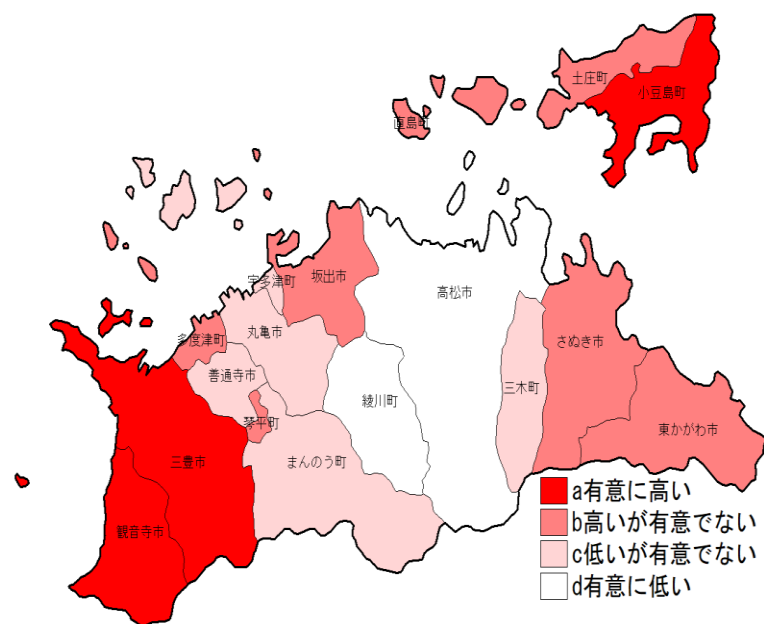 土庄町
小豆島町
直島町
宇多津町
坂出市
高松市
丸亀市
多度津町
さぬき市
善通寺市
三木町
綾川町
琴平町
東かがわ市
三豊市
まんのう町
観音寺市
a有意に高い
b高いが有意でない
c低いが有意でない
d有意に低い